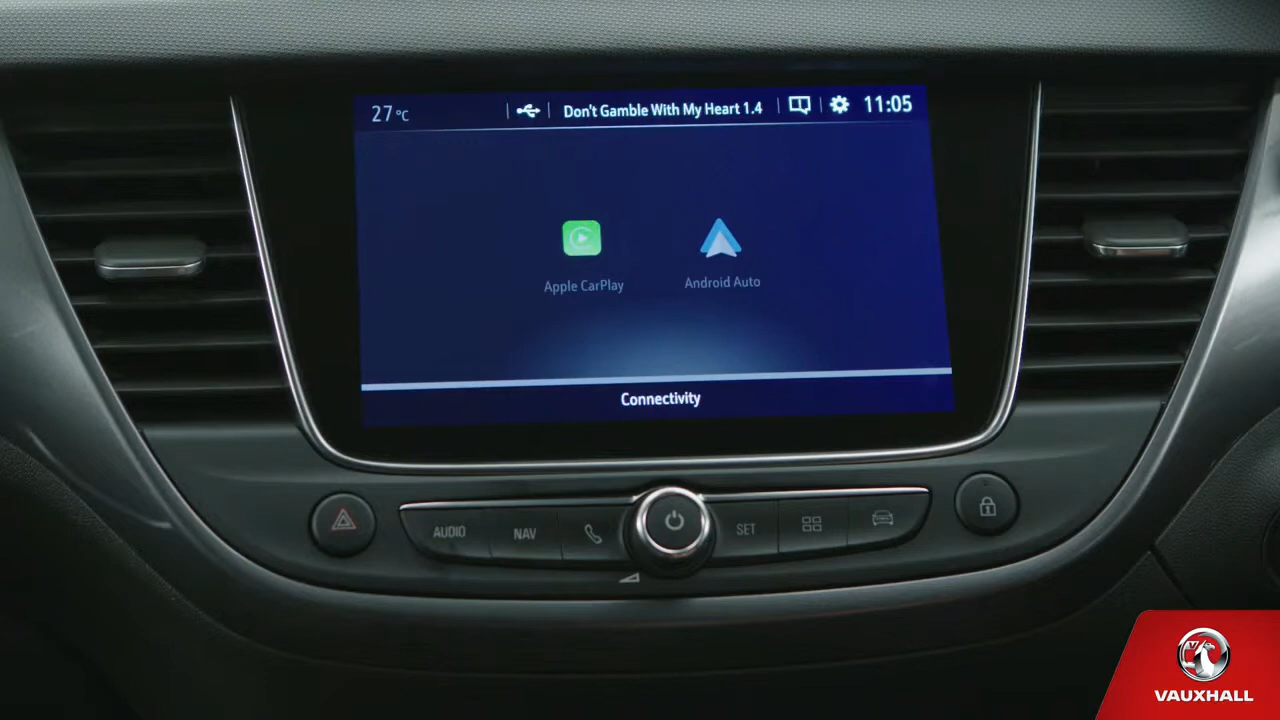 27 °C Don't Gamble With My Heart 1.4 11:05
Apple CarPlay Android Auto
Connectivity
AUDIO NAV SET
VAUXHALL